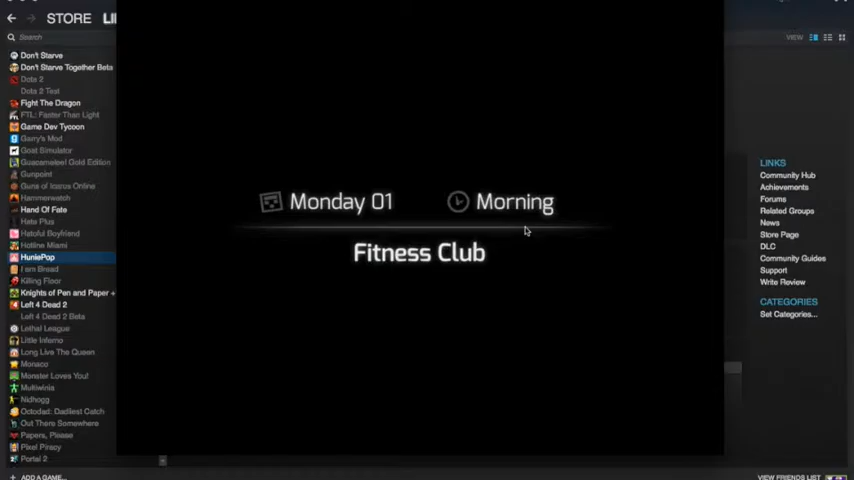 STORE LI
Search
VIEW
Don't Starve
Don't Starve Together Beta
Dota 2
Dota 2 Test
Fight The Dragon
FTL: Faster Than Light
Game Dev Tycoon
Garry's Mod
Goat Simulator
Guacamelee! Gold Edition
Gunpoint
Guns of Icarus Online
Hammerwatch
Hand Of Fate
Hate Plus
Hatoful Boyfriend
Hotline Miami
HuniePop
I am Bread
Killing Floor
Knights of Pen and Paper +
Left 4 Dead 2
Left 4 Dead 2 Beta
Lethal League
Little Inferno
Long Live The Queen
Monaco
Monster Loves You!
Multiwinia
Nidhogg
Octodad: Dadliest Catch
Out There Somewhere
Papers, Please
Pixel Piracy
Portal 2
ADD A GAME...
Monday 01 Morning
Fitness Club
LINKS
Community Hub
Achievements
Forums
Related Groups
News
Store Page
DLC
Community Guides
Support
Write Review
CATEGORIES
Set Categories...
VIEW FRIENDS LIST